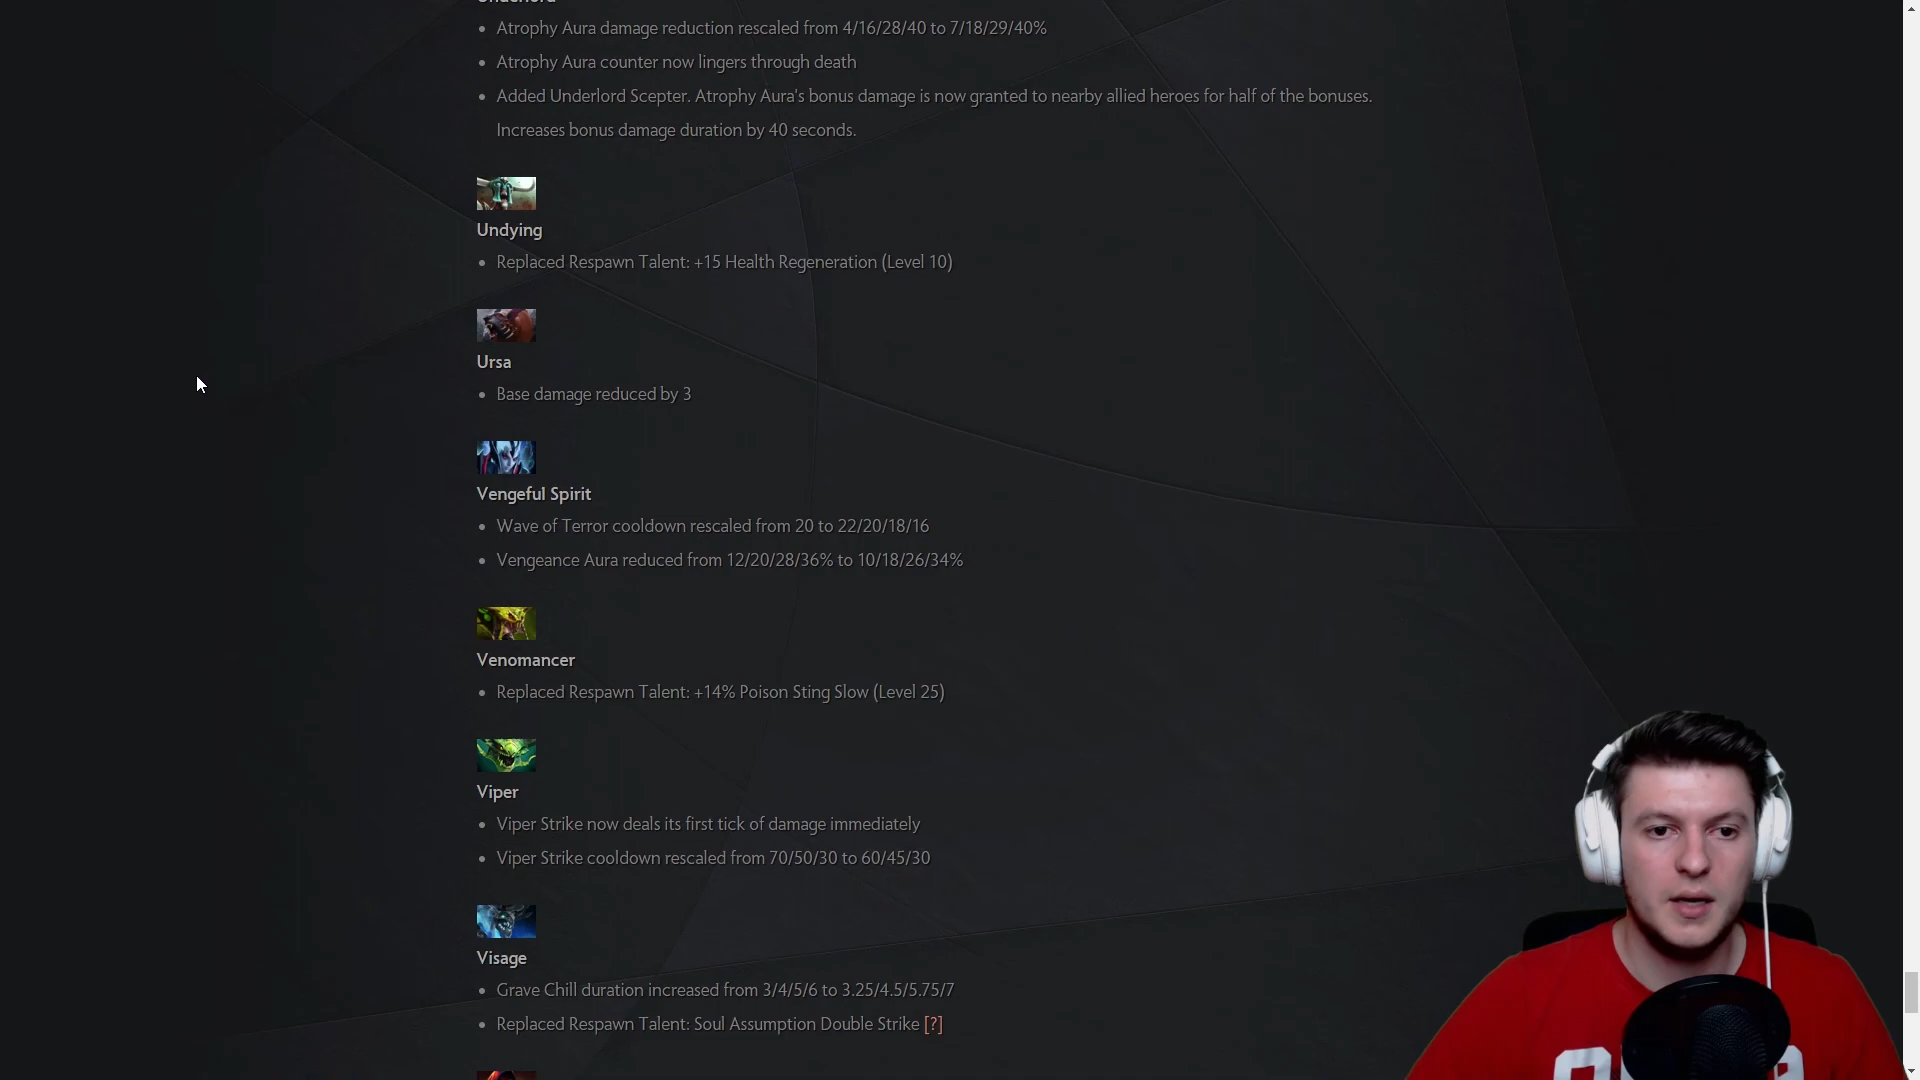 Underlord
Atrophy Aura damage reduction rescaled from 4/16/28/40 to 7/18/29/40%
Atrophy Aura counter now lingers through death
Added Underlord Scepter. Atrophy Aura's bonus damage is now granted to nearby allied heroes for half of the bonuses.
Increases bonus damage duration by 40 seconds.
Undying
Replaced Respawn Talent: +15 Health Regeneration (Level 10)
Ursa
Base damage reduced by 3
Vengeful Spirit
Wave of Terror cooldown rescaled from 20 to 22/20/18/16
Vengeance Aura reduced from 12/20/28/36% to 10/18/26/34%
Venomancer
Replaced Respawn Talent: +14% Poison Sting Slow (Level 25)
Viper
Viper Strike now deals its first tick of damage immediately
Viper Strike cooldown rescaled from 70/50/30 to 60/45/30
Visage
Grave Chill duration increased from 3/4/5/6 to 3.25/4.5/5.75/7
Replaced Respawn Talent: Soul Assumption Double Strike [?]